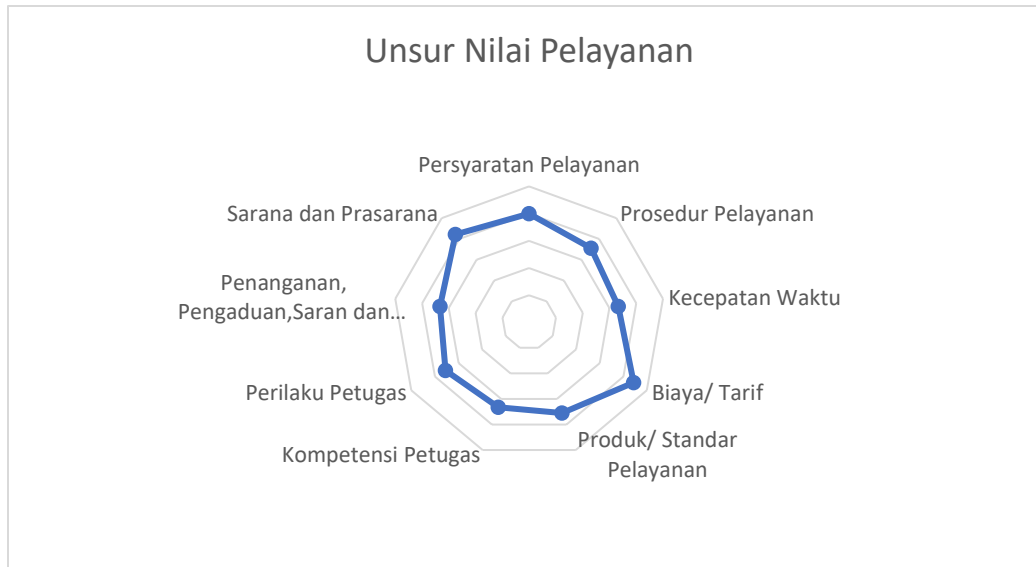 Unsur Nilai Pelayanan
Persyaratan Pelayanan
Prosedur Pelayanan
Kecepatan Waktu
Biaya/ Tarif
Produk/ Standar
Pelayanan
Kompetensi Petugas
Perilaku Petugas
Penanganan,
Pengaduan,Saran dan...
Sarana dan Prasarana